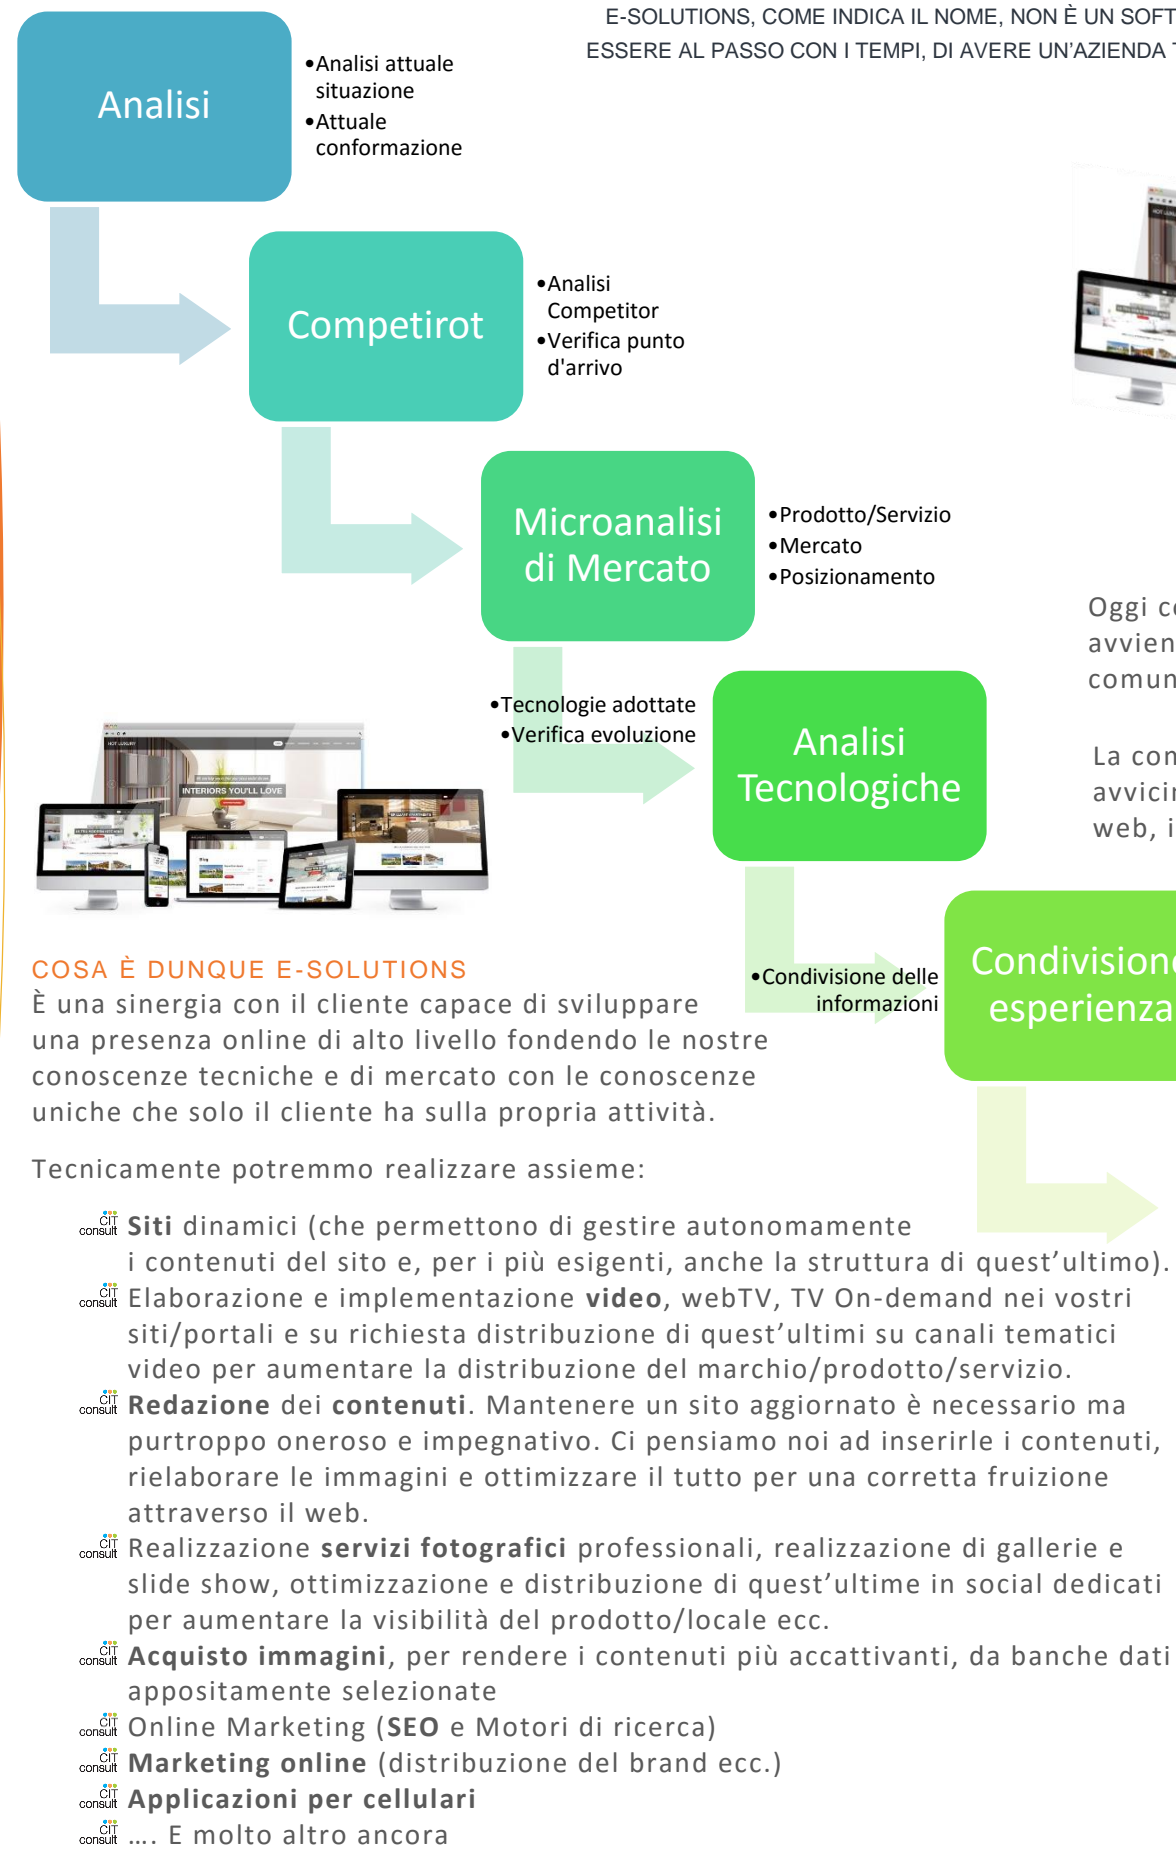 E-SOLUTIONS, COME INDICA IL NOME, NON È UN SOFT
ESSERE AL PASSO CON I TEMPI, DI AVERE UN’AZIENDA
Analisi
•Analisi attuale
situazione
•Attuale
conformazione
Competirot
•Analisi
Competitor
•Verifica punto
d'arrivo
Microanalisi
di Mercato
•Prodotto/Servizio
•Mercato
•Posizionamento
Oggi
avvien
comun
•Tecnologie adottate
•Verifica evoluzione
Analisi
Tecnologiche
La
avvici
web, i
HOT LUXURY
INTERIORS YOU'LL LOVE
Blog
•Condivisione delle
informazioni
Condivisione
esperienza
COSA È DUNQUE E-SOLUTIONS
È una sinergia con il cliente capace di sviluppare
una presenza online di alto livello fondendo le nostre
conoscenze tecniche e di mercato con le conoscenze
uniche che solo il cliente ha sulla propria attività.
Tecnicamente potremmo realizzare assieme:
CIT consult Siti dinamici (che permettono di gestire autonomamente
i contenuti del sito e, per i più esigenti, anche la struttura di quest’ultimo).
CIT consult Elaborazione e implementazione video, webTV, TV On-demand nei vostri
siti/portali e su richiesta distribuzione di quest’ultimi su canali tematici
video per aumentare la distribuzione del marchio/prodotto/servizio.
CIT consult Redazione dei contenuti. Mantenere un sito aggiornato è necessario ma
purtroppo oneroso e impegnativo. Ci pensiamo noi ad inserirle i contenuti,
rielaborare le immagini e ottimizzare il tutto per una corretta fruizione
attraverso il web.
CIT consult Realizzazione servizi fotografici professionali, realizzazione di gallerie e
slide show, ottimizzazione e distribuzione di quest’ultime in social dedicati
per aumentare la visibilità del prodotto/locale ecc.
CIT consult Acquisto immagini, per rendere i contenuti più accattivanti, da banche dati
appositamente selezionate
CIT consult Online Marketing (SEO e Motori di ricerca)
CIT consult Marketing online (distribuzione del brand ecc.)
CIT consult Applicazioni per cellulari
CIT consult …. E molto altro ancora